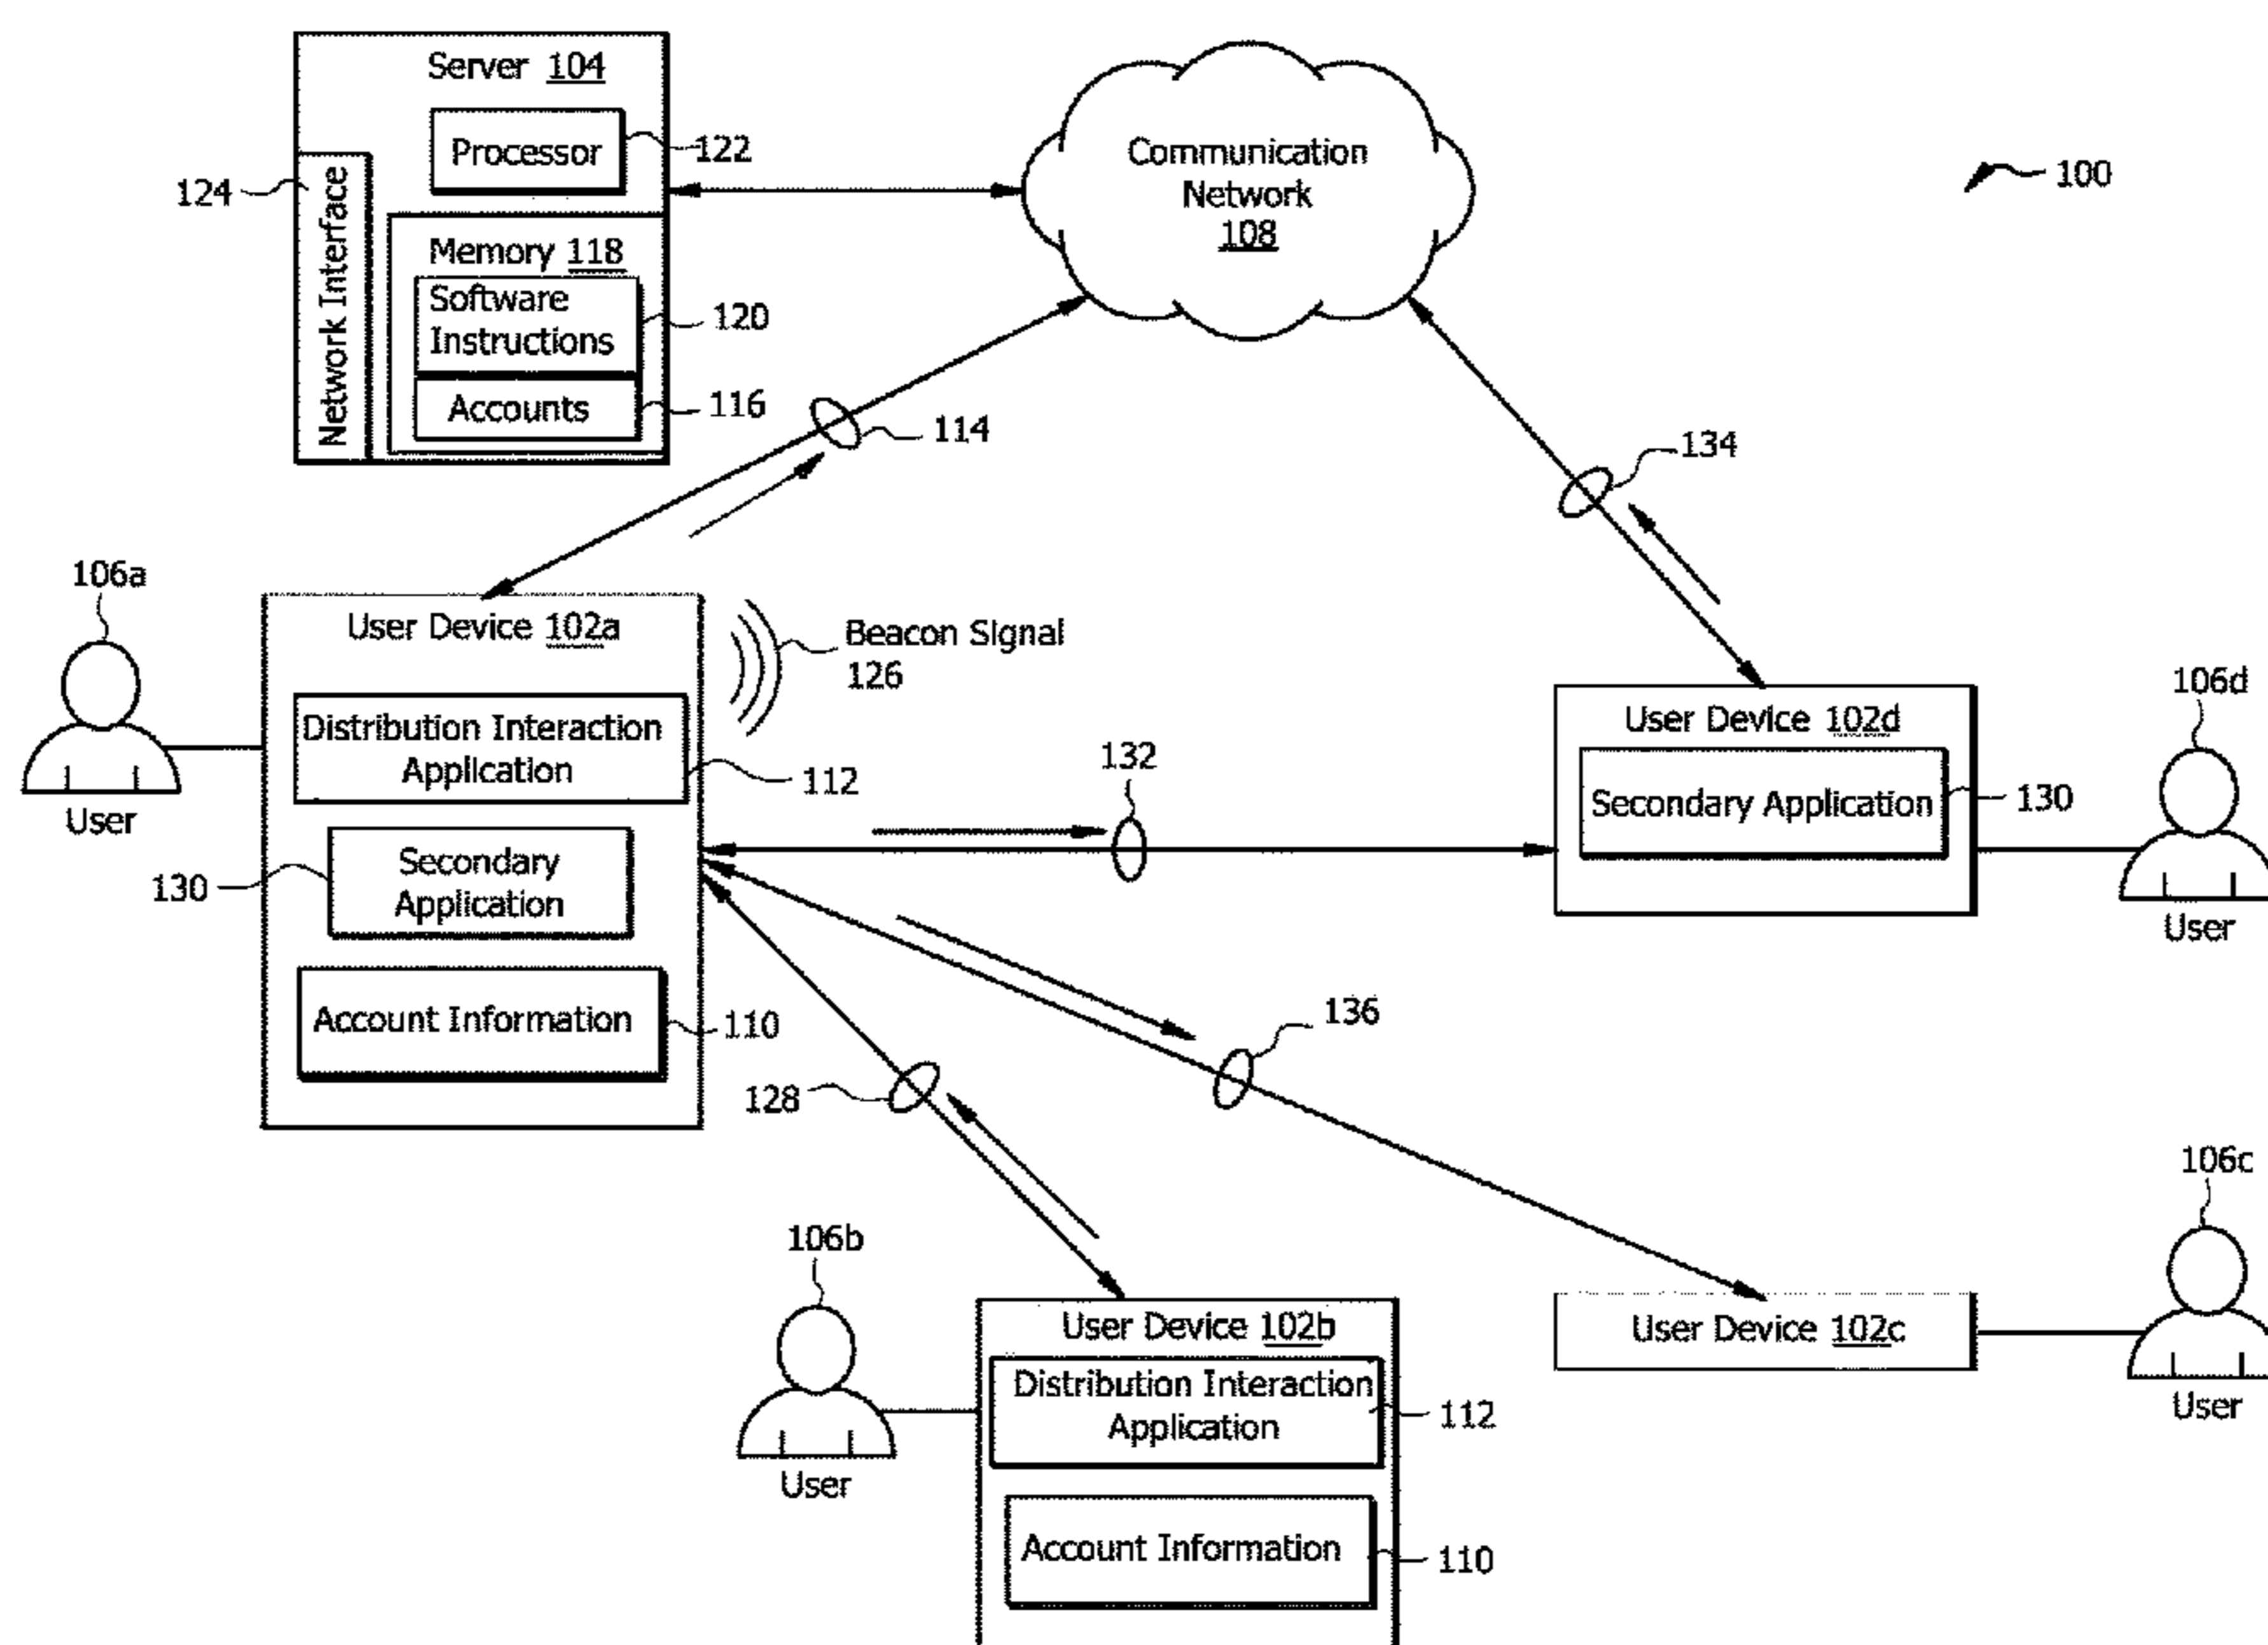 Server 104
Processor
122
124
Network Interface
Memory 118
Software
Instructions
120
Accounts
116
Communication
Network
108
100
114
134
106a
User
User Device 102a
Beacon Signal
126
Distribution Interaction
Application
112
Secondary
Application
130
Account Information
110
132
User Device 102d
Secondary Application
130
106d
User
136
128
106b
User
User Device 102b
Distribution Interaction
Application
112
Account Information
110
User Device 102c
106c
User